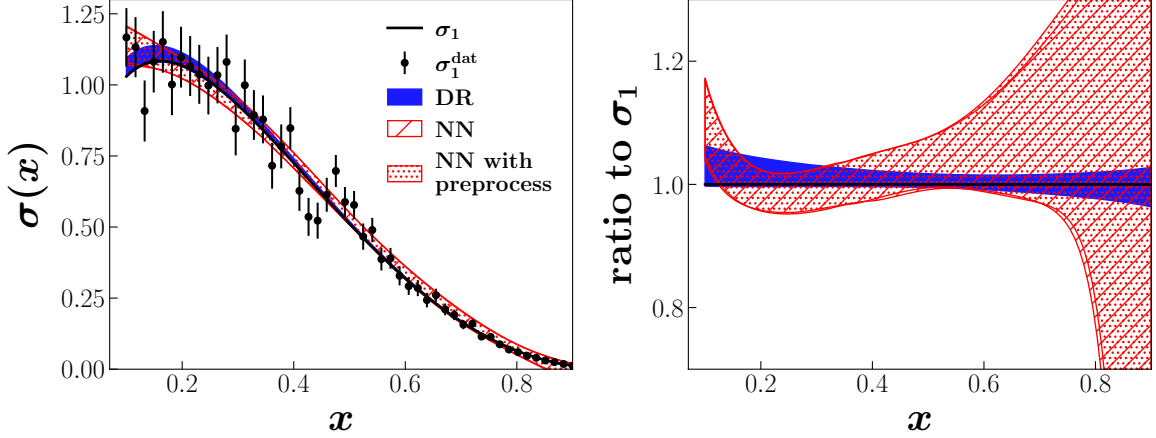 1.25
1.00
0.75
0.50
0.25
0.00
σ(x)
σ₁
σ₁ᵈᵃᵗ
DR
NN
NN with
preprocess
0.2 0.4 0.6 0.8
x
1.2
1.0
0.8
ratio to σ₁
0.2 0.4 0.6 0.8
x